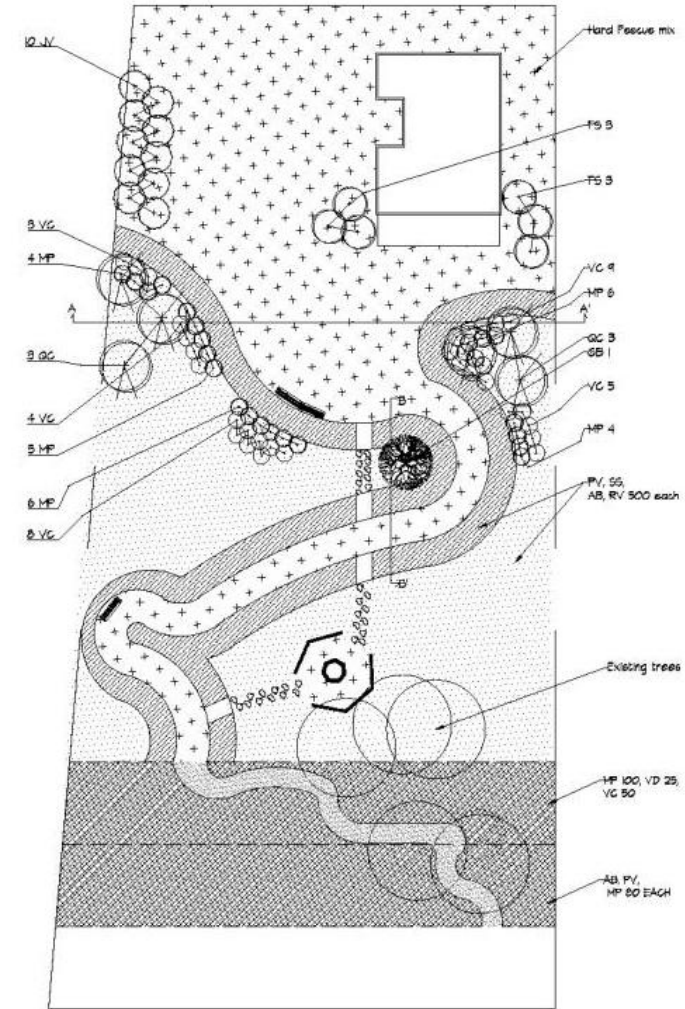 10 JV
Hard Fescue mix
FS 3
FS 3
5 VC
4 MP
VC 9
MP 6
A
A'
QC 3
GB 1
3 QC
B
VC 5
4 VC
MP 4
5 MP
6 MP
PV, SS,
AB, RV 500 each
8 VC
B'
Existing trees
MP 100, VD 25,
VC 50
AB, PV,
MP 80 EACH